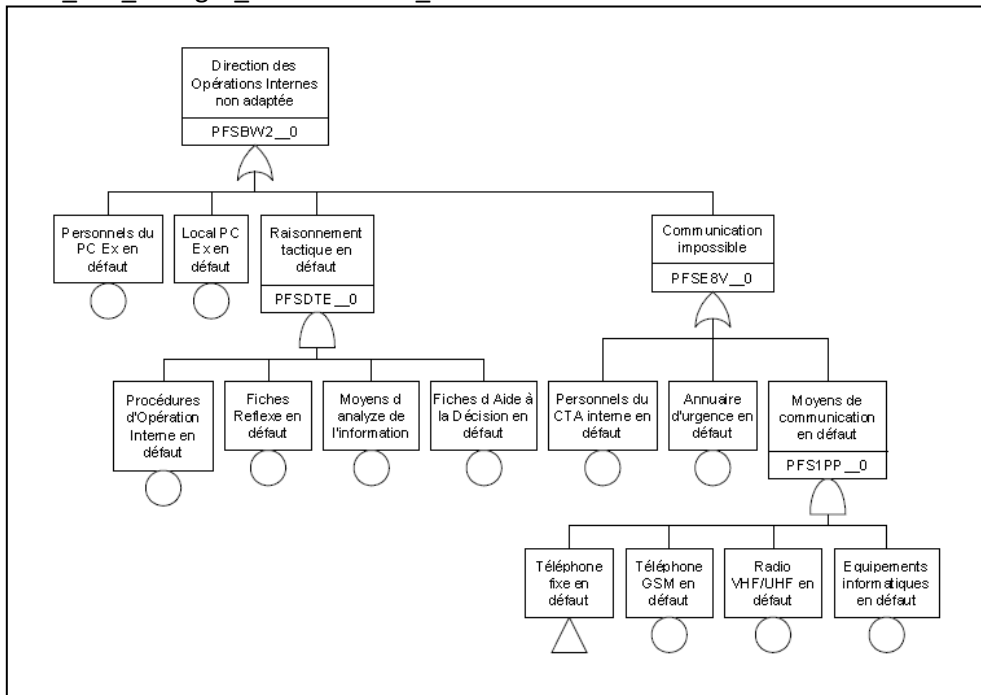 Direction des
Opérations Internes
non adaptée
PFSBW2__0
Personnels du
PC Ex en
défaut
Local PC
Ex en
défaut
Raisonnement
tactique en
défaut
PFSDTE__0
Communication
impossible
PFSE8V__0
Procédures
d'Opération
Interne en
défaut
Fiches
Reflexe en
défaut
Moyens d
analyze de
l'information
Fiches d Aide à
la Décision en
défaut
Personnels du
CTA interne en
défaut
Annuaire
d'urgence en
défaut
Moyens de
communication
en défaut
PFS1PP__0
Téléphone
fixe en
défaut
Téléphone
GSM en
défaut
Radio
VHF/UHF en
défaut
Equipements
informatiques
en défaut